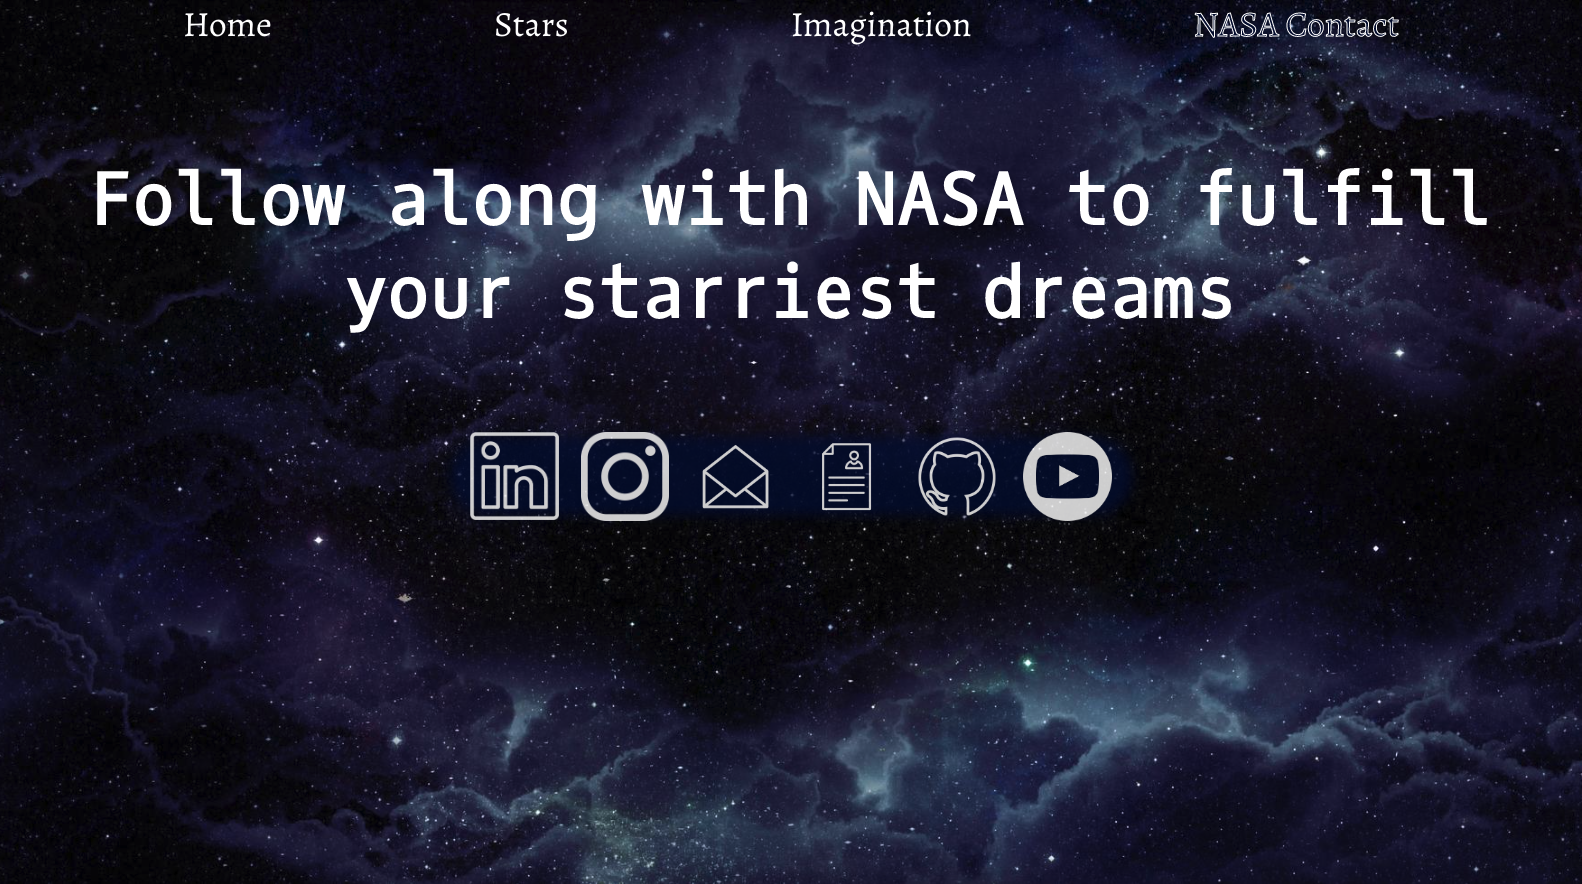 Home Stars Imagination NASA Contact
Follow along with NASA to fulfill
your starriest dreams
in